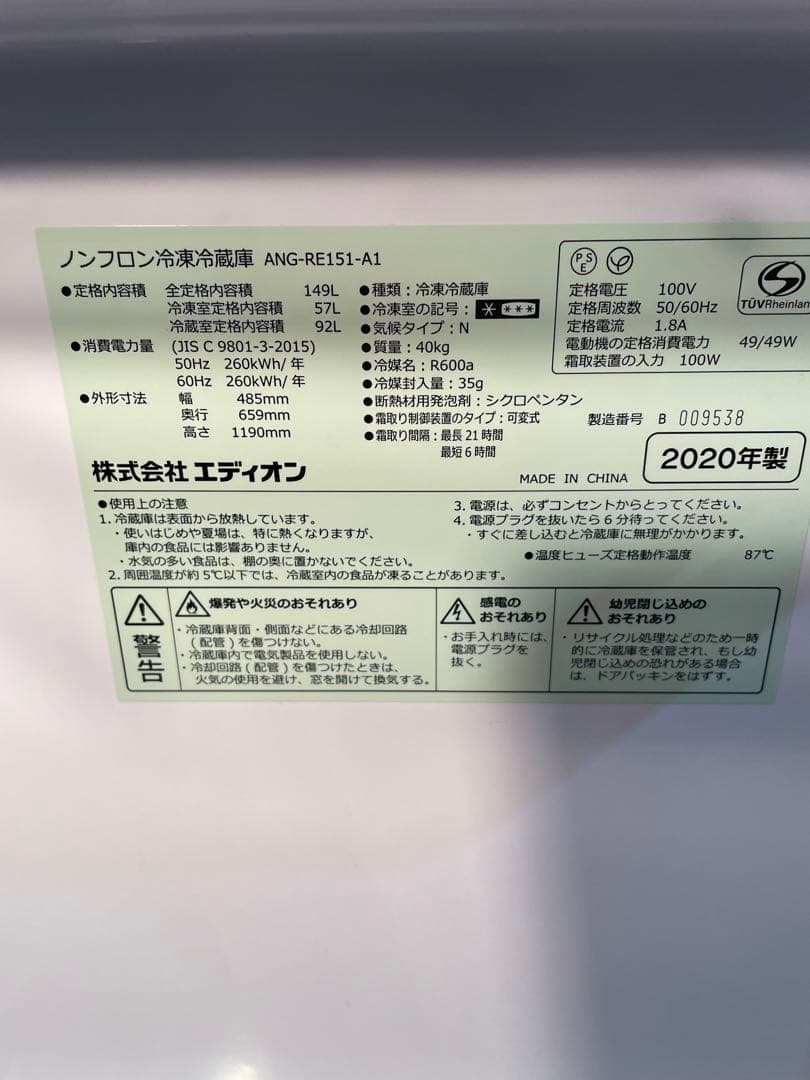 ノンフロン冷凍冷蔵庫 ANG-RE151-A1
●定格内容積 全定格内容積 149L
冷凍室定格内容積 57L
冷蔵室定格内容積 92L
●消費電力量 (JIS C 9801-3-2015)
50Hz 260kWh/年
60Hz 260kWh/年
●外形寸法 幅 485mm
奥行 659mm
高さ 1190mm
株式会社 エディオン
●種類：冷凍冷蔵庫
●冷凍室の記号：* ***
●気候タイプ：N
●質量：40kg
●冷媒名：R600a
●冷媒封入量：35g
●断熱材用発泡剤：シクロペンタン
●霜取り制御装置のタイプ：可変式
●霜取り間隔：最長21時間
最短6時間
PSE
TÜVRheinlan
定格電圧 100V
定格周波数 50/60Hz
定格電流 1.8A
電動機の定格消費電力 49/49W
霜取装置の入力 100W
製造番号 B 009538
MADE IN CHINA
2020年製
●使用上の注意
1. 冷蔵庫は表面から放熱しています。
・使いはじめや夏場は、特に熱くなりますが、
庫内の食品には影響ありません。
・水気の多い食品は、棚の奥に置かないでください。
2. 周囲温度が約5℃以下では、冷蔵室内の食品が凍ることがあります。
3. 電源は、必ずコンセントからとってください。
4. 電源プラグを抜いたら6分待ってください。
・すぐに差し込むと冷蔵庫に無理がかかります。
●温度ヒューズ定格動作温度 87℃
警告
爆発や火災のおそれあり
・冷蔵庫背面・側面などにある冷却回路
(配管)を傷つけない。
・冷蔵庫内で電気製品を使用しない。
・冷却回路(配管)を傷つけたときは、
火気の使用を避け、窓を開けて換気する。
感電の
おそれあり
・お手入れ時には、
電源プラグを
抜く。
幼児閉じ込めの
おそれあり
・リサイクル処理などのため一時
的に冷蔵庫を保管され、もし幼
児閉じ込めの恐れがある場合
は、ドアパッキンをはずす。